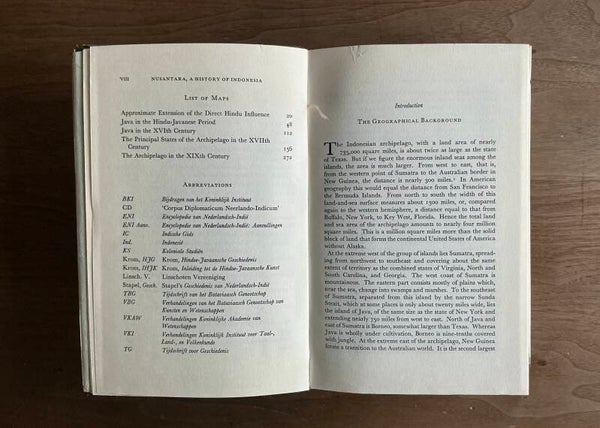 VIII NUSANTARA, A HISTORY OF INDONESIA
LIST OF MAPS
Approximate Extension of the Direct Hindu Influence 20
Java in the Hindu-Javanese Period 48
Java in the XVIth Century 112
The Principal States of the Archipelago in the XVIIth
Century 156
The Archipelago in the XIXth Century 272
ABBREVIATIONS
BKI Bijdragen van het Koninklijk Instituut
CD 'Corpus Diplomaticum Neerlando-Indicum'
ENI Encyclopedie van Nederlandsch-Indië
ENI Aanv. Encyclopedie van Nederlandsch-Indië: Aanvullingen
IG Indische Gids
Ind. Indonesië
KS Koloniale Studiën
Krom, HJG Krom, Hindu-Javaansche Geschiedenis
Krom, HJK Krom, Inleiding tot de Hindoe-Javaansche Kunst
Linsch. V. Linschoten Vereeniging
Stapel, Gesch. Stapel's Geschiedenis van Nederlandsch-Indië
TBG Tijdschrift van het Bataviaasch Genootschap
VBG Verhandelingen van het Bataviaasch Genootschap van
Kunsten en Wetenschappen
VKAW Verhandelingen Koninklijke Akademie van
Wetenschappen
VKI Verhandelingen Koninklijk Instituut voor Taal-,
Land-, en Volkenkunde
TG Tijdschrift voor Geschiedenis
Introduction
THE GEOGRAPHICAL BACKGROUND
The Indonesian archipelago, with a land area of nearly
735,000 square miles, is about twice as large as the state
of Texas. But if we figure the enormous inland seas among
the islands, the area is much larger. From west to east, that is,
from the western point of Sumatra to the Australian border in
New Guinea, the distance is nearly 300 miles. In American
geography this would equal the distance from San Francisco to
the Bermuda Islands. From north to south the width of this
land-and-sea surface measures about 1300 miles, or, compared
again to the western hemisphere, a distance equal to that from
Buffalo, New York, to Key West, Florida. Hence the total land
and sea area of the archipelago amounts to nearly four million
square miles. This is a million square miles more than the solid
block of land that forms the continental United States of America
without Alaska.
At the extreme west of the group of islands lies Sumatra, spread-
ing from northwest to southeast and covering about the same
extent of territory as the combined states of Virginia, North and
South Carolina, and Georgia. The west coast of Sumatra is
mountainous. The eastern part consists mostly of plains which,
near the sea, change into swamps and marshes. To the southeast
of Sumatra, separated from this island by the narrow Sunda
Strait, which at some places is only about twenty miles wide, lies
the island of Java, of the same size as the state of New York and
extending nearly 750 miles from west to east. North of Java and
east of Sumatra is Borneo, somewhat larger than Texas. Whereas
Java is wholly under cultivation, Borneo is nine-tenths covered
with jungle. At the extreme east of the archipelago, New Guinea
forms a transition to the Australian world. It is the second largest